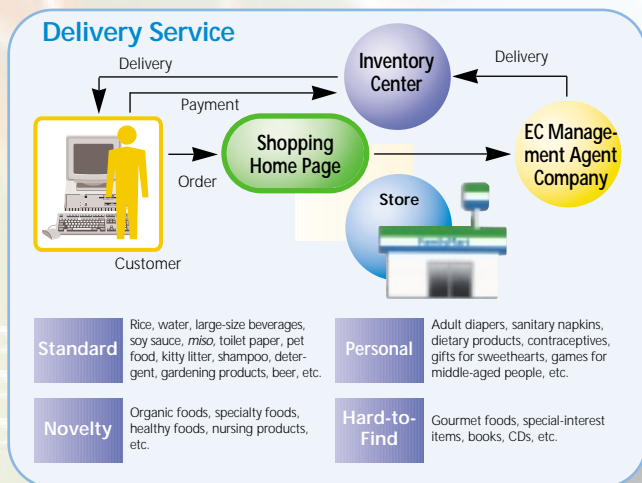 Delivery Service
Delivery
Inventory
Center
Delivery
Payment
Shopping
Home Page
EC Manage-
ment Agent
Company
Order
Store
FamilyMart
Customer
Standard
Rice, water, large-size beverages,
soy sauce, miso, toilet paper, pet
food, kitty litter, shampoo, deter-
gent, gardening products, beer, etc.
Personal
Adult diapers, sanitary napkins,
dietary products, contraceptives,
gifts for sweethearts, games for
middle-aged people, etc.
Novelty
Organic foods, specialty foods,
healthy foods, nursing products,
etc.
Hard-to-
Find
Gourmet foods, special-interest
items, books, CDs, etc.